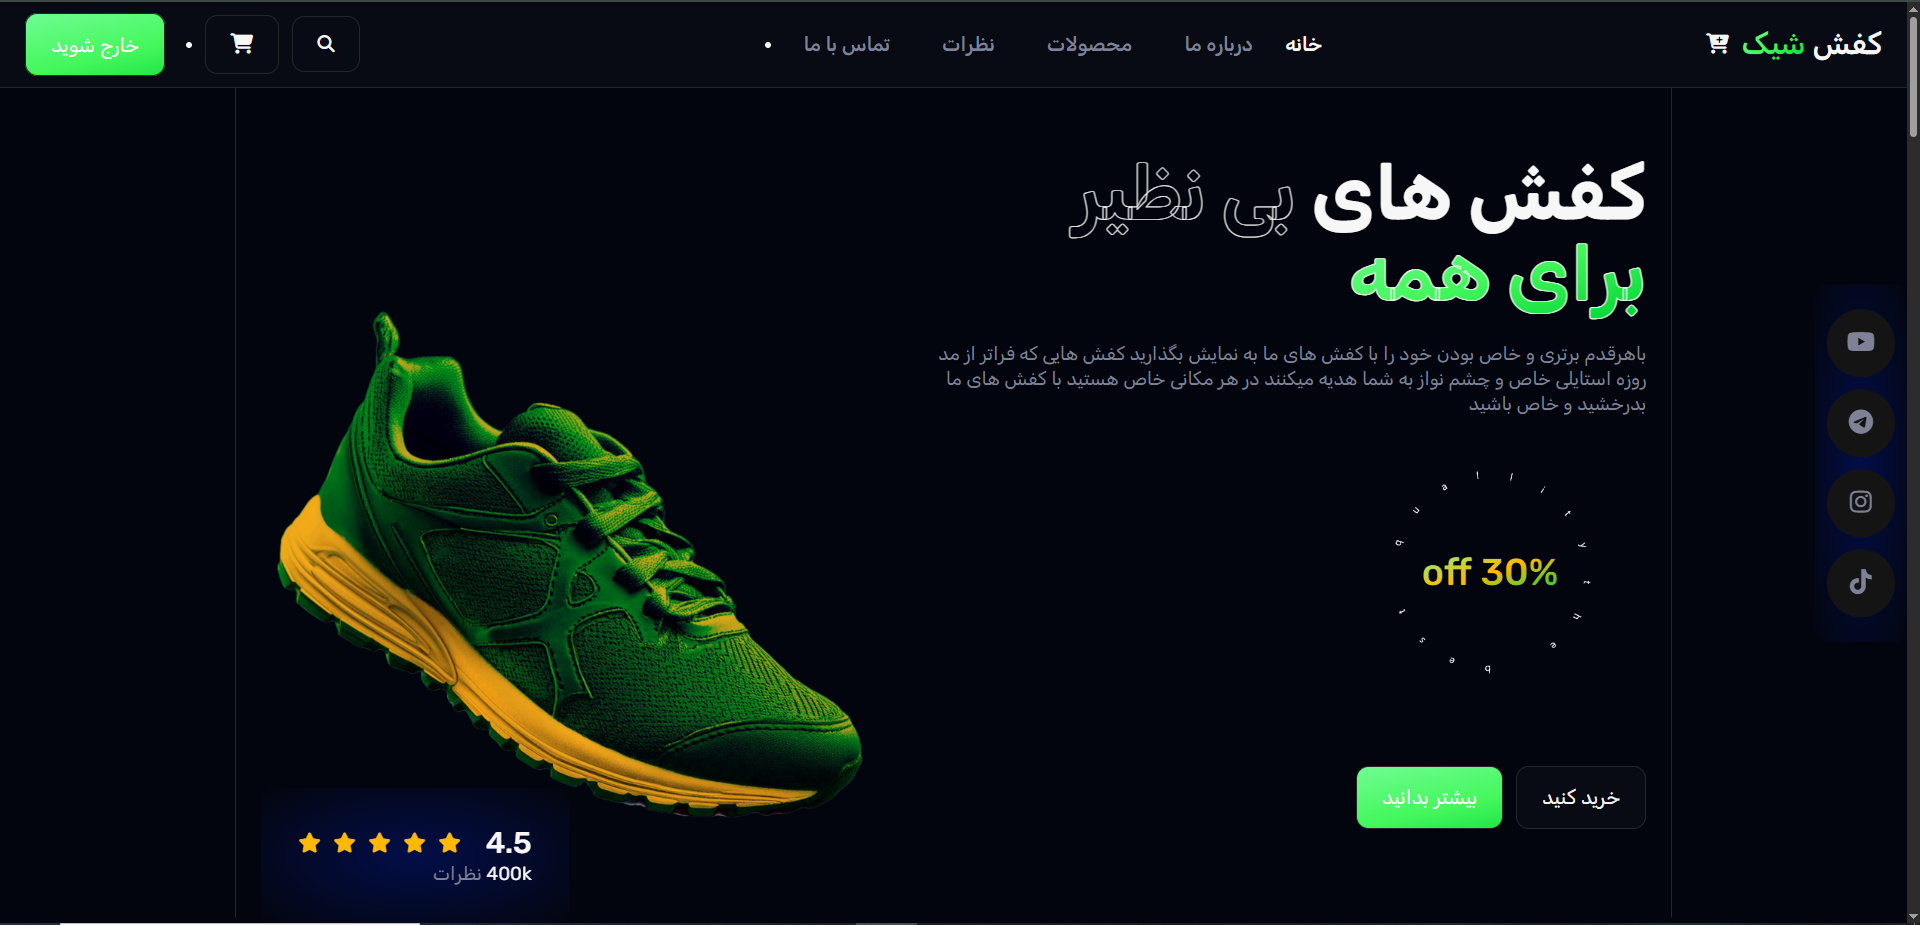 کفش شیک
خانه
درباره ما
محصولات
نظرات
تماس با ما
خارج شوید
کفش های بی نظیر
برای همه
باهرقدم برتری و خاص بودن خود را با کفش های ما به نمایش بگذارید کفش هایی که فراتر از مد
روزه استایلی خاص و چشم نواز به شما هدیه میکنند در هر مکانی خاص هستید با کفش های ما
بدرخشید و خاص باشید
off 30%
خرید کنید
بیشتر بدانید
4.5
400k نظرات